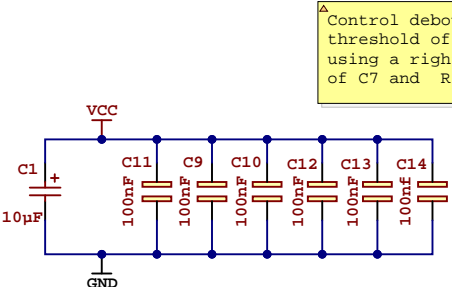 Control debo
threshold of
using a righ
of C7 and R
VCC
C1
+
10µF
C11
100nF
C9
100nF
C10
100nF
C12
100nF
C13
100nF
C14
100nf
GND